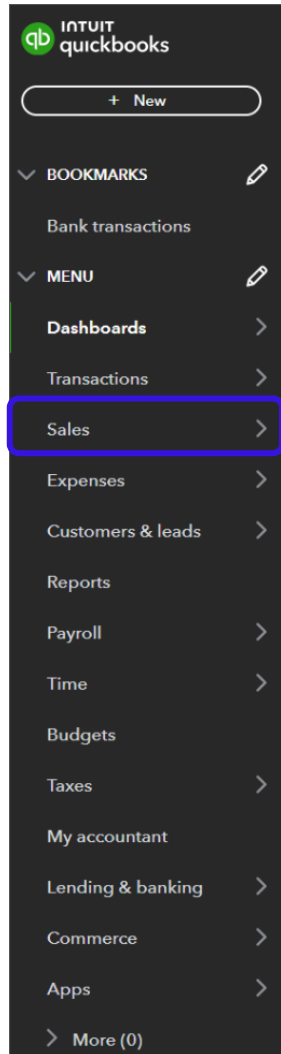 INTUIT
quickbooks
+ New
BOOKMARKS
Bank transactions
MENU
Dashboards
Transactions
Sales
Expenses
Customers & leads
Reports
Payroll
Time
Budgets
Taxes
My accountant
Lending & banking
Commerce
Apps
More (0)